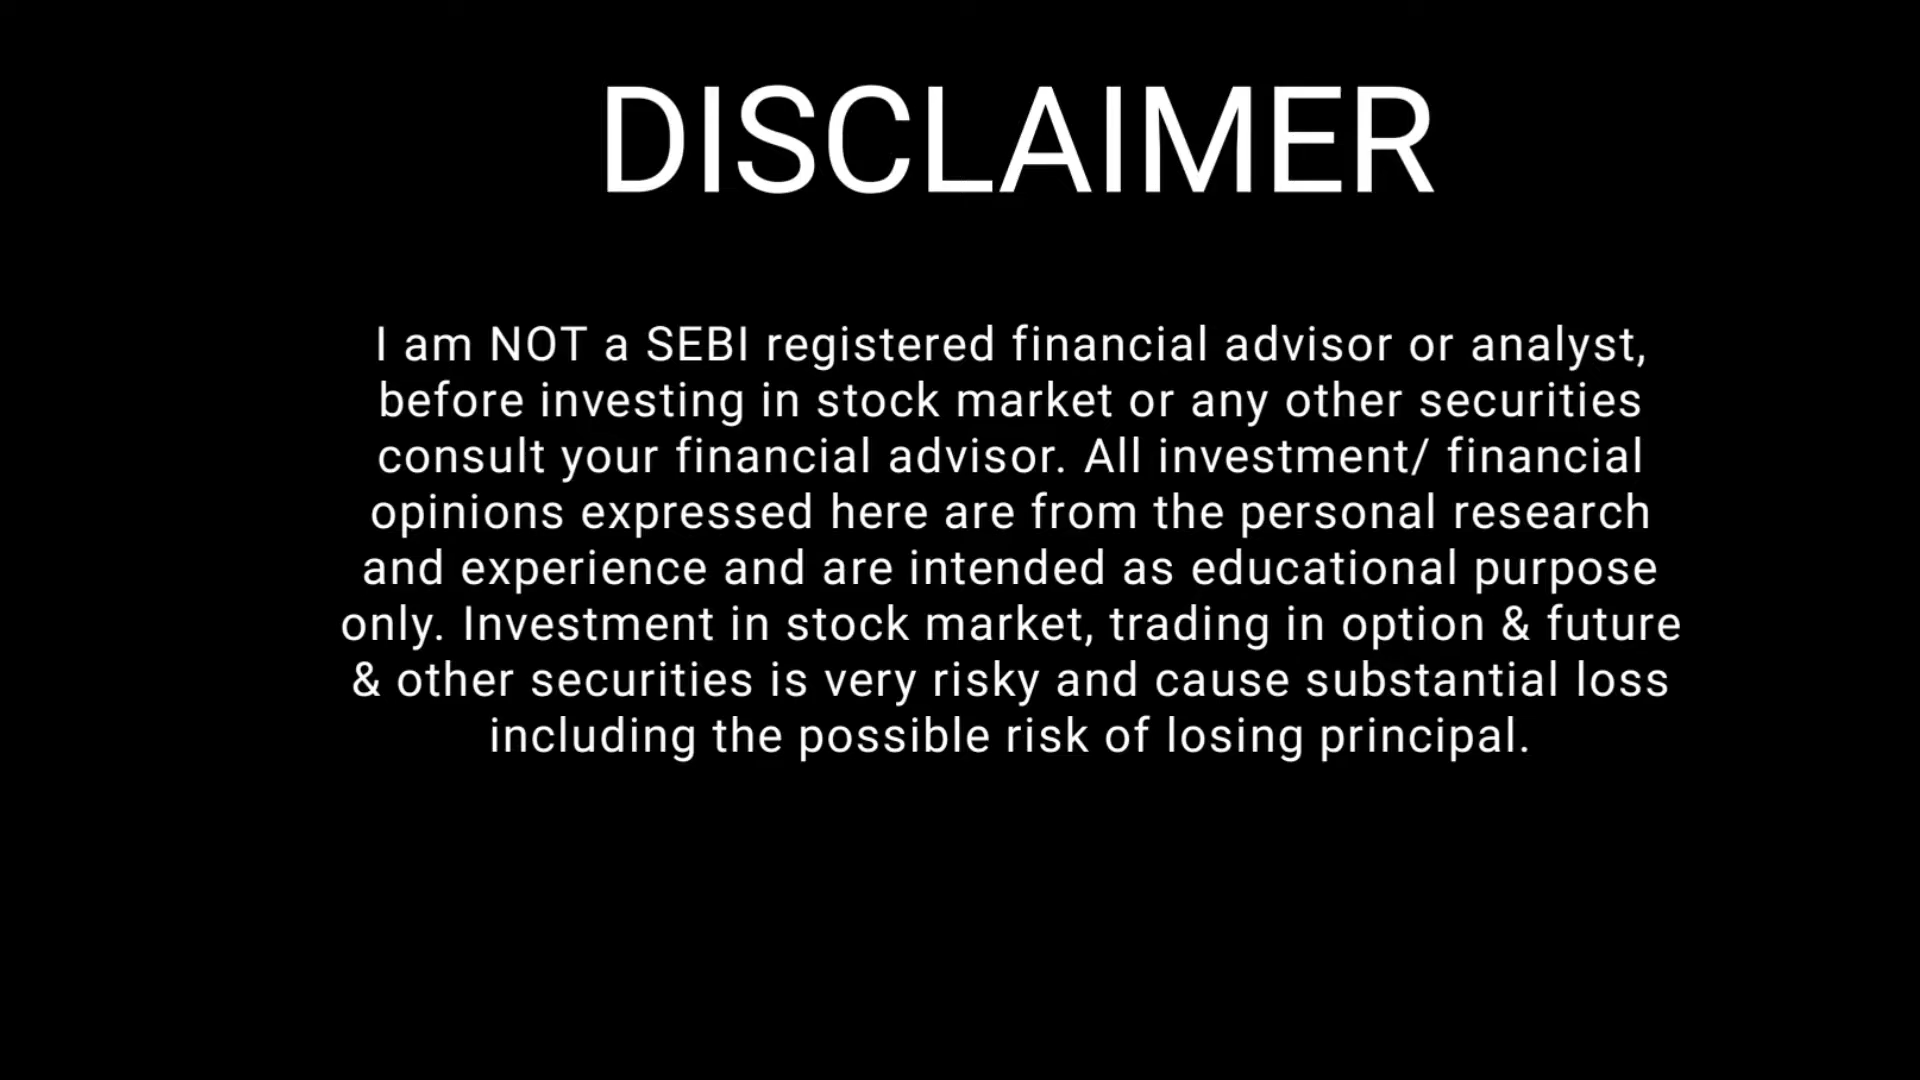 DISCLAIMER
I am NOT a SEBI registered financial advisor or analyst,
before investing in stock market or any other securities
consult your financial advisor. All investment/ financial
opinions expressed here are from the personal research
and experience and are intended as educational purpose
only. Investment in stock market, trading in option & future
& other securities is very risky and cause substantial loss
including the possible risk of losing principal.